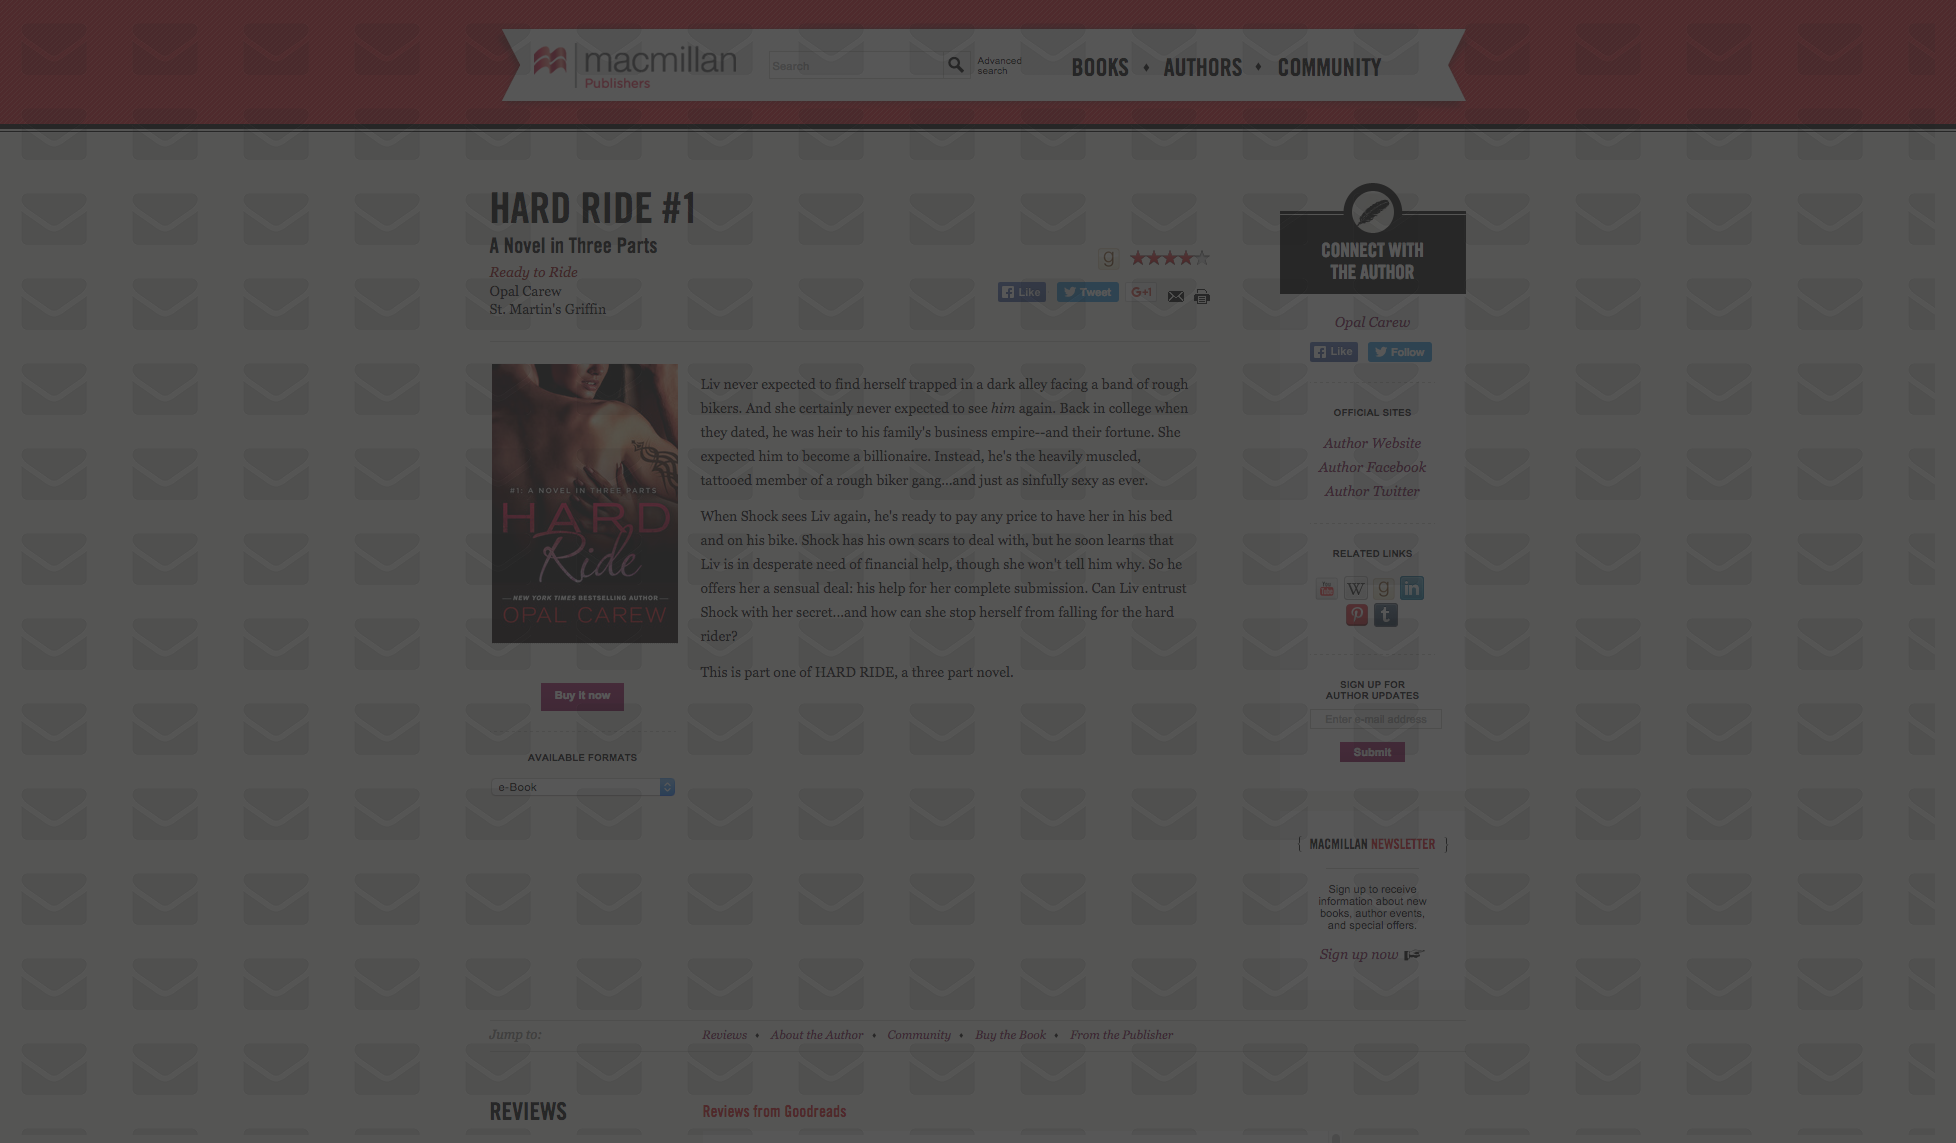 macmillan
Publishers
Search
Advanced
search
BOOKS • AUTHORS • COMMUNITY
HARD RIDE #1
A Novel in Three Parts
Ready to Ride
Opal Carew
St. Martin's Griffin
g
Like
Tweet
G+1
#1: A NOVEL IN THREE PARTS
HARD
Ride
NEW YORK TIMES BESTSELLING AUTHOR
OPAL CAREW
Buy it now
AVAILABLE FORMATS
e-Book
Liv never expected to find herself trapped in a dark alley facing a band of rough
bikers. And she certainly never expected to see him again. Back in college when
they dated, he was heir to his family's business empire--and their fortune. She
expected him to become a billionaire. Instead, he's the heavily muscled,
tattooed member of a rough biker gang...and just as sinfully sexy as ever.
When Shock sees Liv again, he's ready to pay any price to have her in his bed
and on his bike. Shock has his own scars to deal with, but he soon learns that
Liv is in desperate need of financial help, though she won't tell him why. So he
offers her a sensual deal: his help for her complete submission. Can Liv entrust
Shock with her secret...and how can she stop herself from falling for the hard
rider?
This is part one of HARD RIDE, a three part novel.
CONNECT WITH
THE AUTHOR
Opal Carew
Like
Follow
OFFICIAL SITES
Author Website
Author Facebook
Author Twitter
RELATED LINKS
You Tube W g in
t
SIGN UP FOR
AUTHOR UPDATES
Enter e-mail address
Submit
{ MACMILLAN NEWSLETTER }
Sign up to receive
information about new
books, author events,
and special offers.
Sign up now
Jump to:
Reviews • About the Author • Community • Buy the Book • From the Publisher
REVIEWS
Reviews from Goodreads